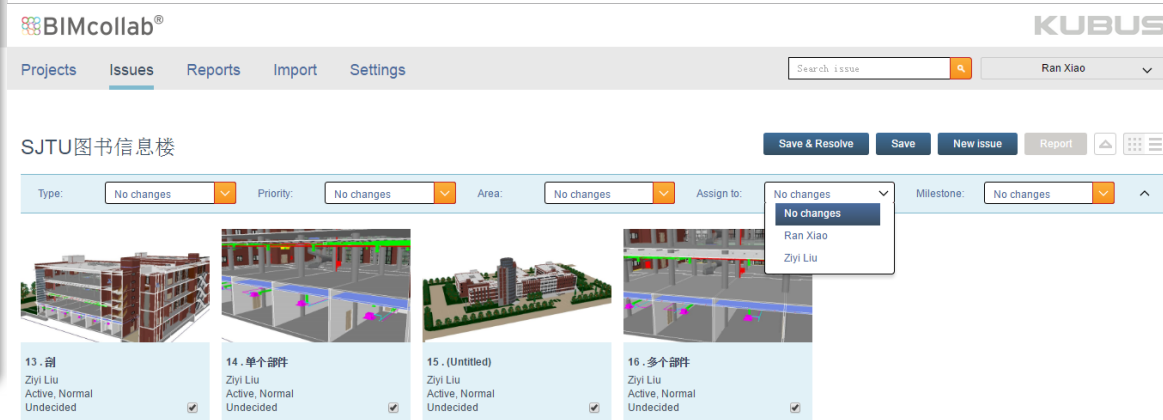 BIMcollab®
KUBUS
Projects Issues Reports Import Settings
Search issue
Ran Xiao
SJTU图书信息楼
Save & Resolve Save New issue Report
Type: No changes Priority: No changes Area: No changes Assign to: No changes Milestone: No changes
No changes
Ran Xiao
Ziyi Liu
13 . 剖 14 . 单个部件 15 . (Untitled) 16 . 多个部件
Ziyi Liu Ziyi Liu Ziyi Liu Ziyi Liu
Active, Normal Active, Normal Active, Normal Active, Normal
Undecided Undecided Undecided Undecided